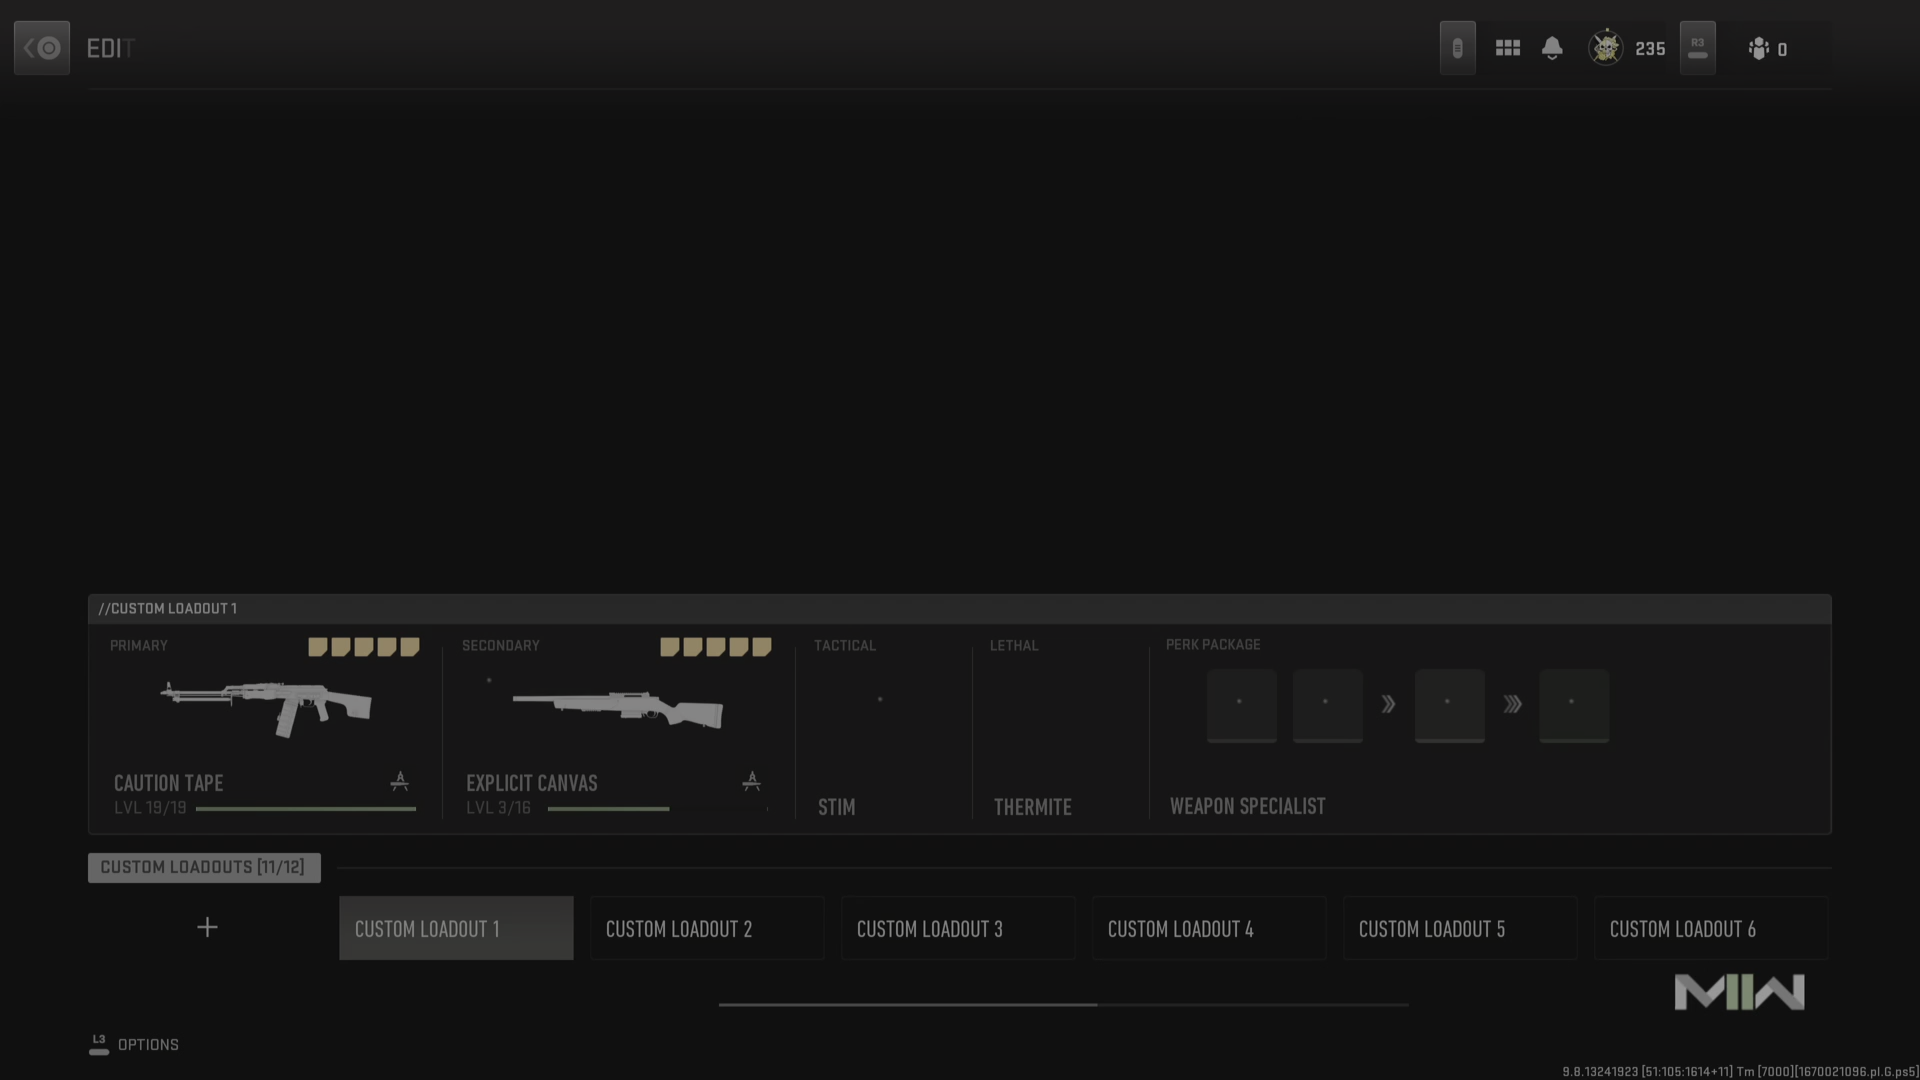 EDIT
235
R3
0
//CUSTOM LOADOUT 1
PRIMARY
SECONDARY
TACTICAL
LETHAL
PERK PACKAGE
CAUTION TAPE
LVL 19/19
EXPLICIT CANVAS
LVL 3/16
STIM
THERMITE
WEAPON SPECIALIST
CUSTOM LOADOUTS [11/12]
CUSTOM LOADOUT 1
CUSTOM LOADOUT 2
CUSTOM LOADOUT 3
CUSTOM LOADOUT 4
CUSTOM LOADOUT 5
CUSTOM LOADOUT 6
MIIW
L3 OPTIONS
9.8.13241923 [51:105:1614+11] Tm [7000][1670021096.pl.G.ps5]